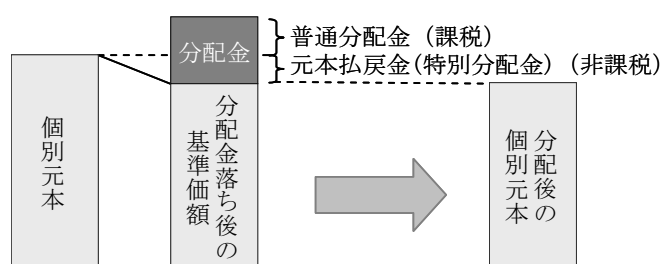 普通分配金（課税）
分配金
元本払戻金(特別分配金)（非課税）
個別元本
分配金落ち後の
基準価額
分配後の
個別元本